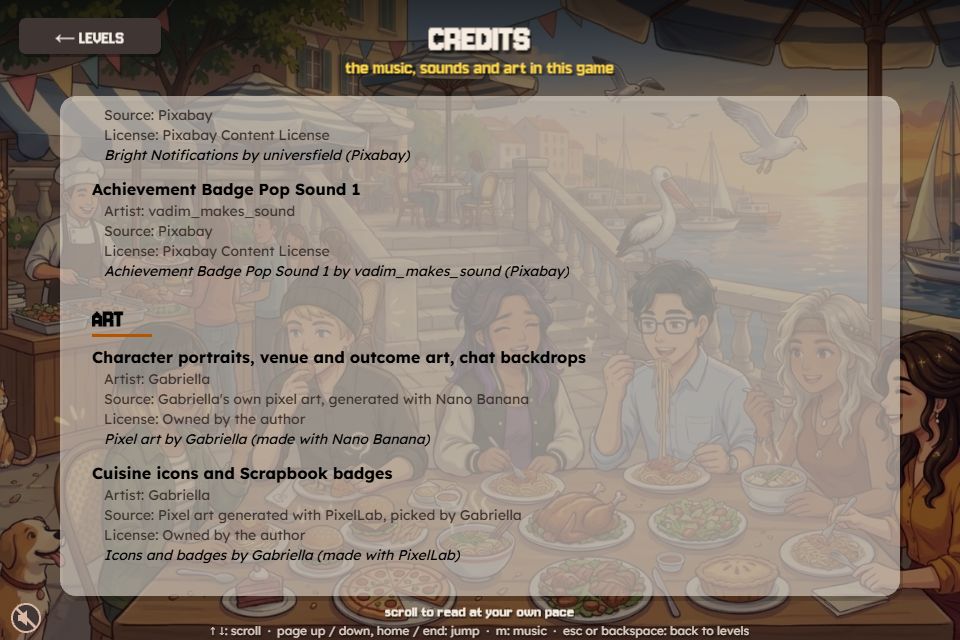 ← LEVELS
CREDITS
the music, sounds and art in this game
Source: Pixabay
License: Pixabay Content License
Bright Notifications by universfield (Pixabay)
Achievement Badge Pop Sound 1
Artist: vadim_makes_sound
Source: Pixabay
License: Pixabay Content License
Achievement Badge Pop Sound 1 by vadim_makes_sound (Pixabay)
ART
Character portraits, venue and outcome art, chat backdrops
Artist: Gabriella
Source: Gabriella's own pixel art, generated with Nano Banana
License: Owned by the author
Pixel art by Gabriella (made with Nano Banana)
Cuisine icons and Scrapbook badges
Artist: Gabriella
Source: Pixel art generated with PixelLab, picked by Gabriella
License: Owned by the author
Icons and badges by Gabriella (made with PixelLab)
scroll to read at your own pace
↑ ↓: scroll · page up / down, home / end: jump · m: music · esc or backspace: back to levels